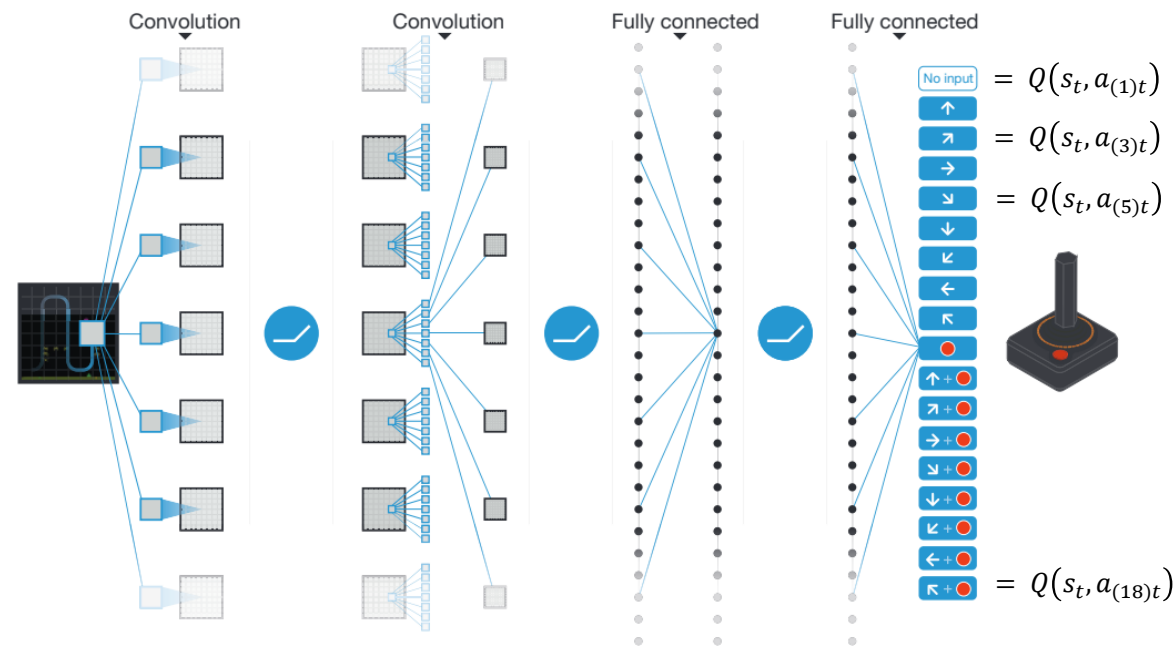 Convolution
Convolution
Fully connected
Fully connected
No input
= Q(s_t, a_{(1)t})
↑
↗
= Q(s_t, a_{(3)t})
→
↘
= Q(s_t, a_{(5)t})
↓
↙
←
↖
↑ +
↗ +
→ +
↘ +
↓ +
↙ +
← +
↖ +
= Q(s_t, a_{(18)t})